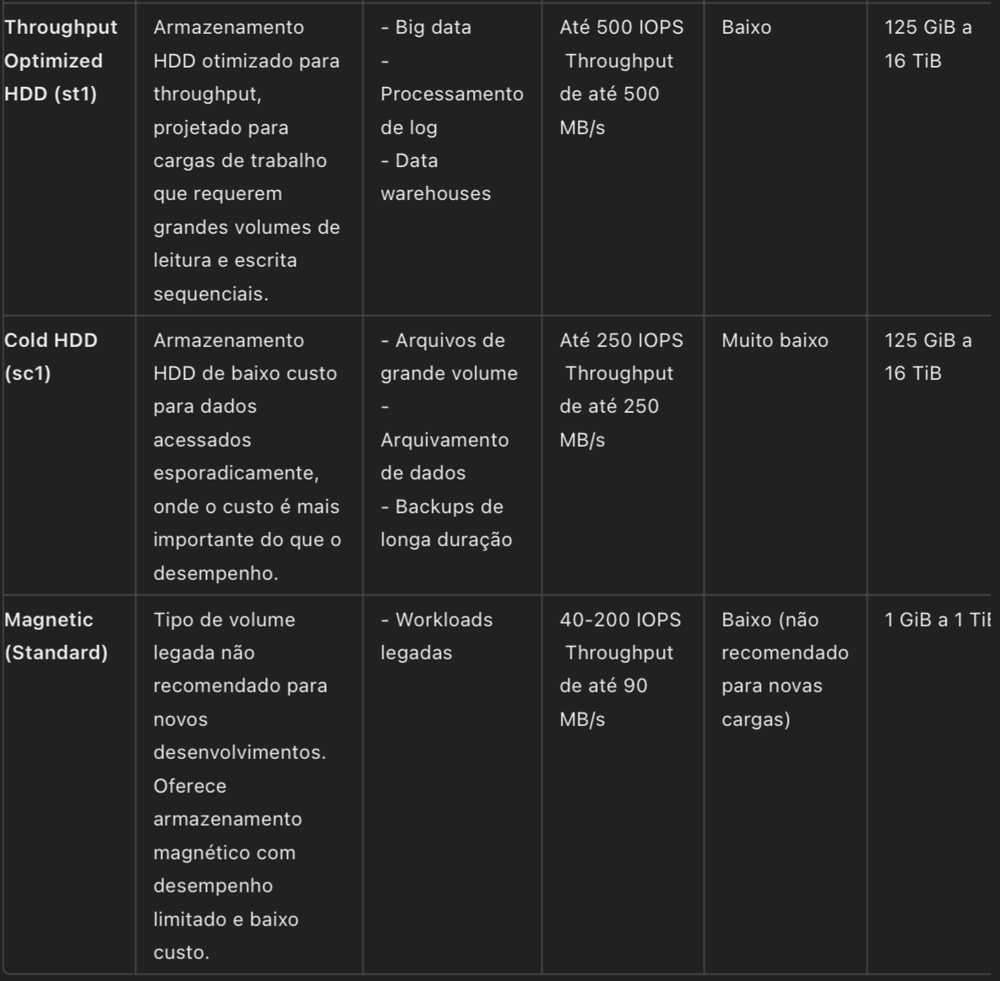 Throughput
Optimized
HDD (st1)
Armazenamento
HDD otimizado para
throughput,
projetado para
cargas de trabalho
que requerem
grandes volumes de
leitura e escrita
sequenciais.
- Big data
-
Processamento
de log
- Data
warehouses
Até 500 IOPS
Throughput
de até 500
MB/s
Baixo
125 GiB a
16 TiB
Cold HDD
(sc1)
Armazenamento
HDD de baixo custo
para dados
acessados
esporadicamente,
onde o custo é mais
importante do que o
desempenho.
- Arquivos de
grande volume
-
Arquivamento
de dados
- Backups de
longa duração
Até 250 IOPS
Throughput
de até 250
MB/s
Muito baixo
125 GiB a
16 TiB
Magnetic
(Standard)
Tipo de volume
legada não
recomendado para
novos
desenvolvimentos.
Oferece
armazenamento
magnético com
desempenho
limitado e baixo
custo.
- Workloads
legadas
40-200 IOPS
Throughput
de até 90
MB/s
Baixo (não
recomendado
para novas
cargas)
1 GiB a 1 TiB